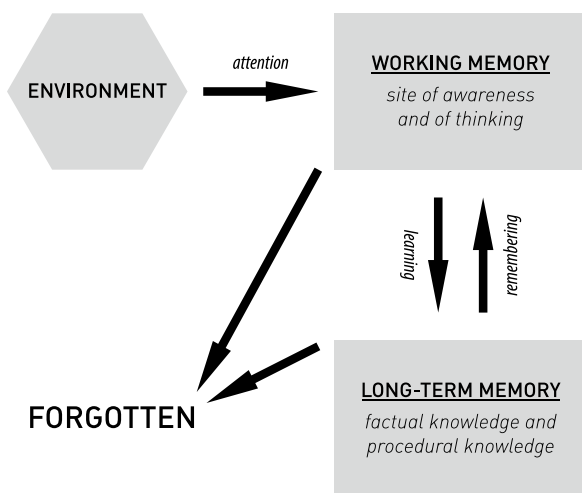 ENVIRONMENT
attention
WORKING MEMORY
site of awareness
and of thinking
learning
remembering
FORGOTTEN
LONG-TERM MEMORY
factual knowledge and
procedural knowledge